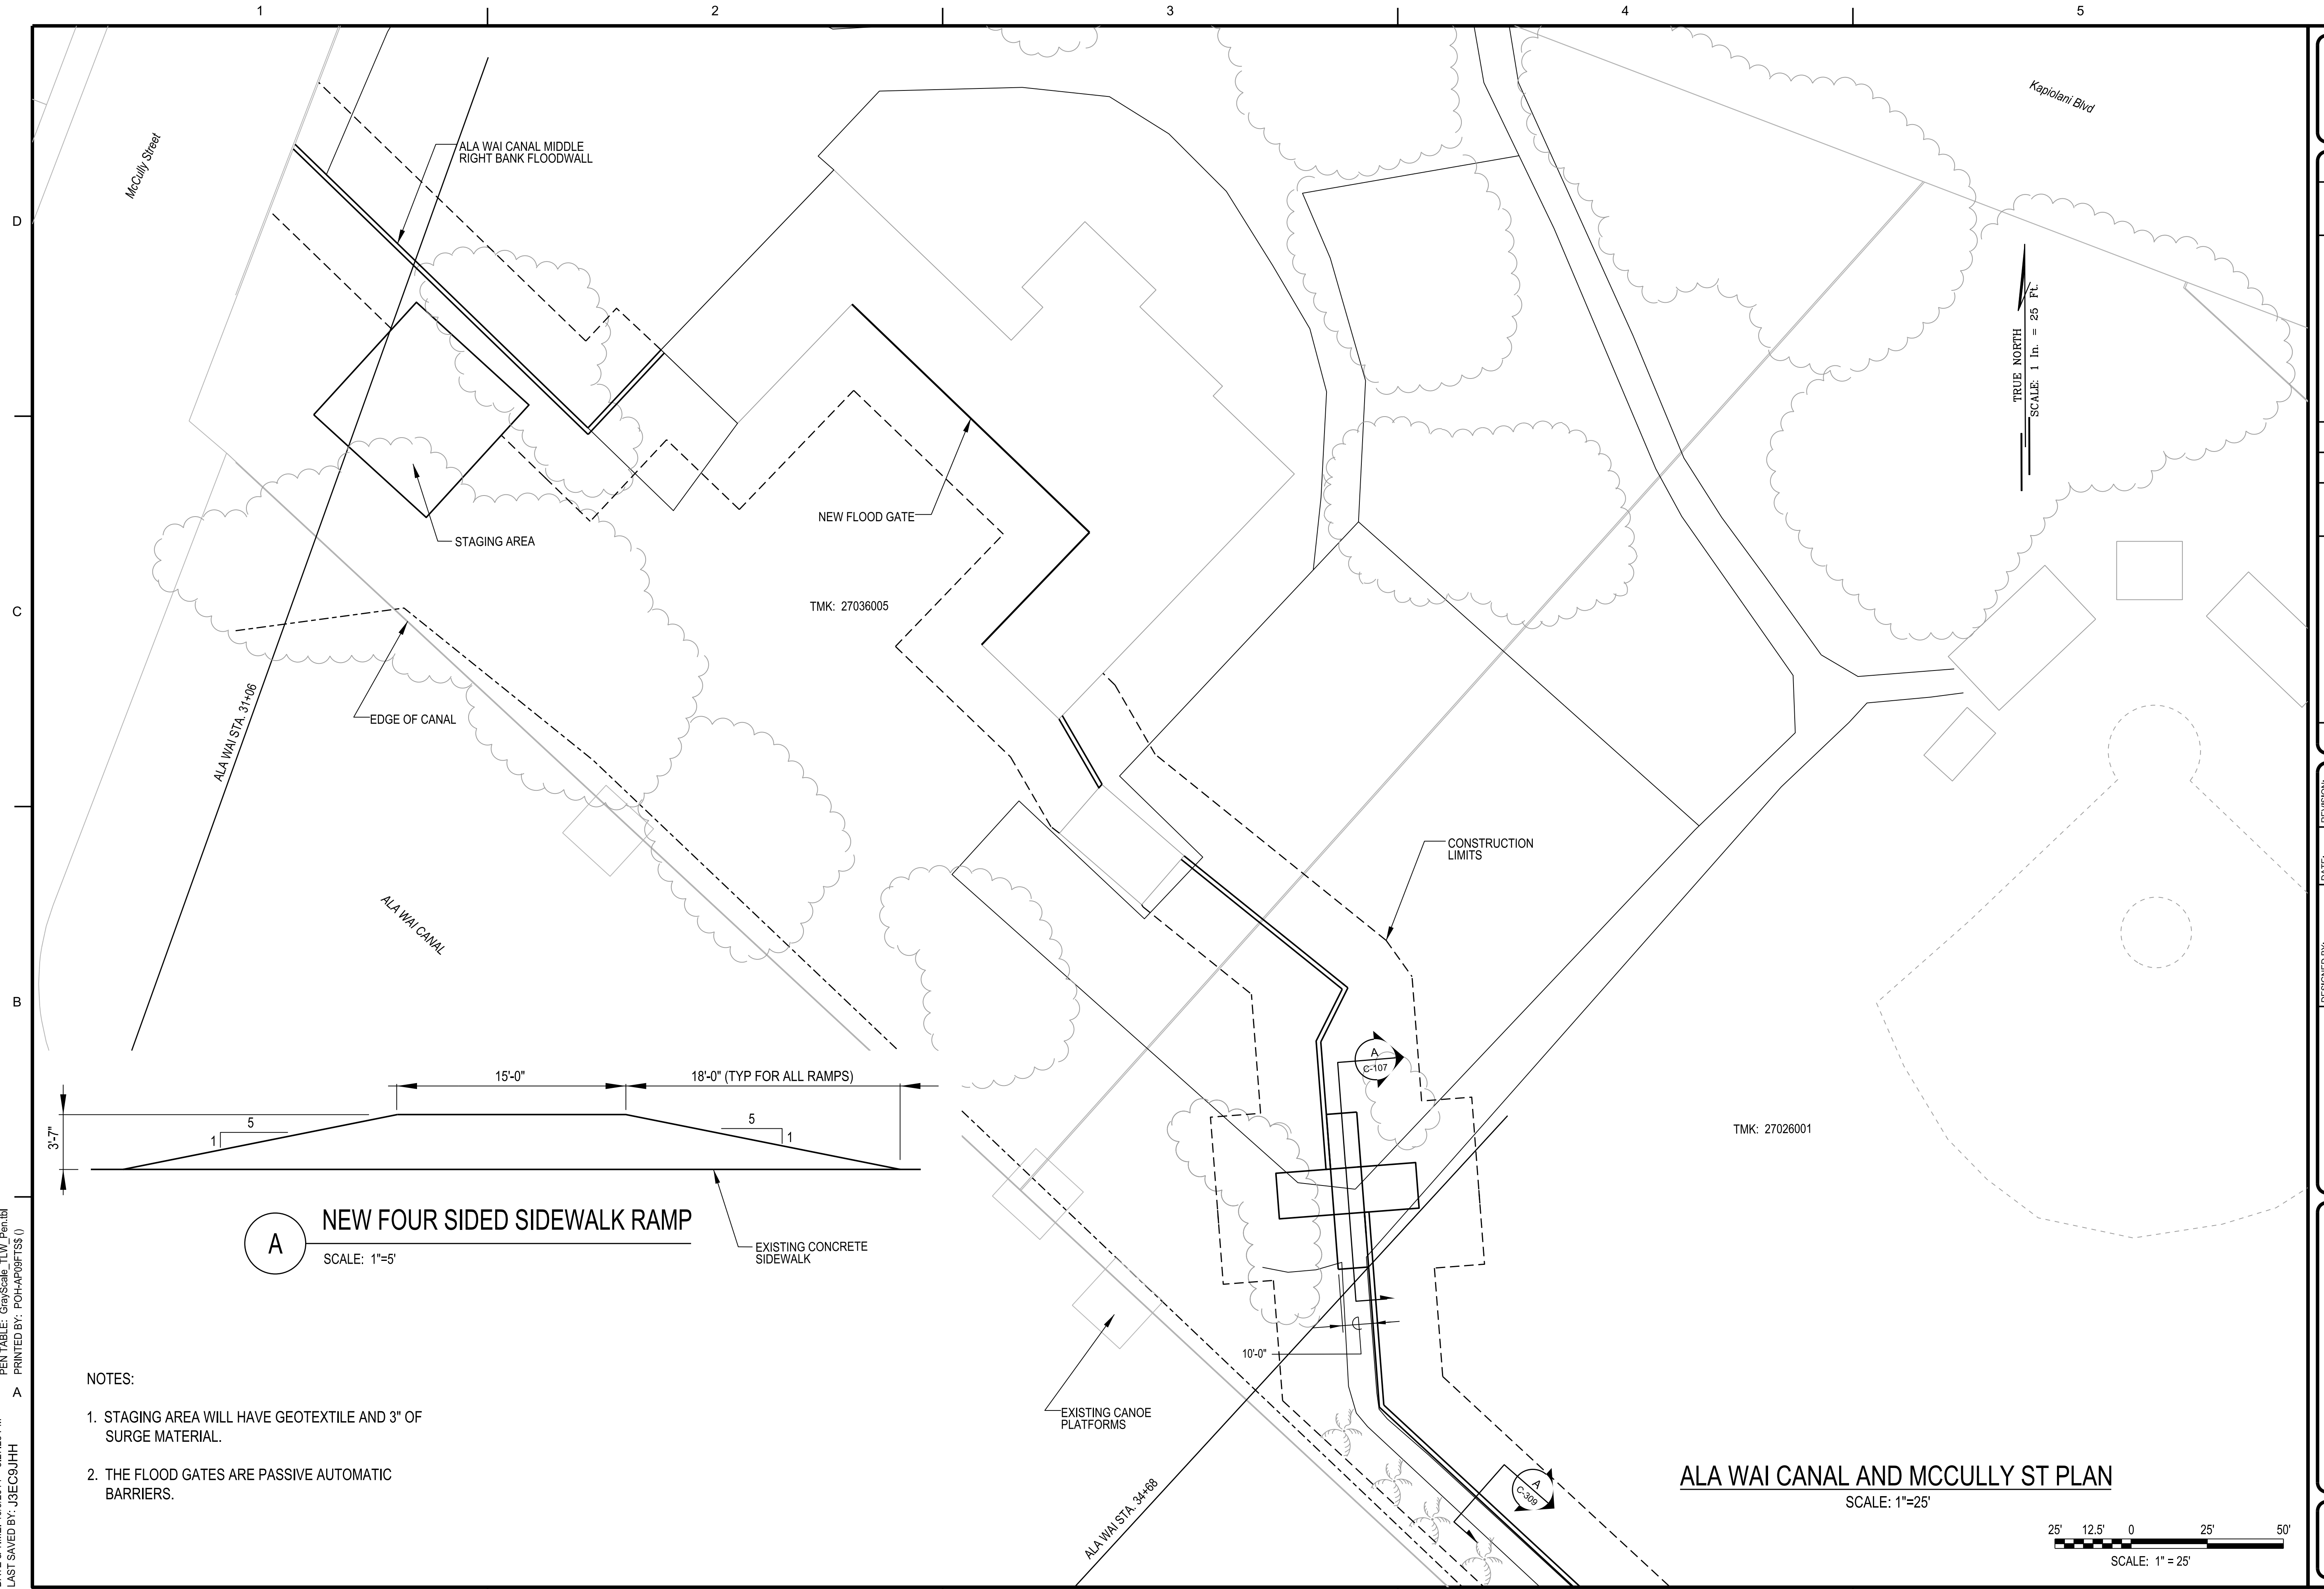 1
2
3
4
5
D
C
B
A
McCully Street
Kapiolani Blvd
ALA WAI CANAL MIDDLE
RIGHT BANK FLOODWALL
TRUE NORTH
SCALE: 1 In. = 25 Ft.
NEW FLOOD GATE
STAGING AREA
TMK: 27036005
EDGE OF CANAL
ALA WAI STA. 31+06
CONSTRUCTION
LIMITS
ALA WAI CANAL
A
C-107
15'-0"
18'-0" (TYP FOR ALL RAMPS)
3'-7"
5
1
5
1
TMK: 27026001
A
NEW FOUR SIDED SIDEWALK RAMP
SCALE: 1"=5'
EXISTING CONCRETE
SIDEWALK
10'-0"
EXISTING CANOE
PLATFORMS
ALA WAI STA. 34+68
A
C-309
NOTES:
1. STAGING AREA WILL HAVE GEOTEXTILE AND 3" OF
SURGE MATERIAL.
2. THE FLOOD GATES ARE PASSIVE AUTOMATIC
BARRIERS.
ALA WAI CANAL AND MCCULLY ST PLAN
SCALE: 1"=25'
25' 12.5' 0 25' 50'
SCALE: 1" = 25'
PEN TABLE: GrayScale_TLW_Pen.tbl
PRINTED BY: POH-AP09FTS$ ()
LAST SAVED BY: J3EC9JHH